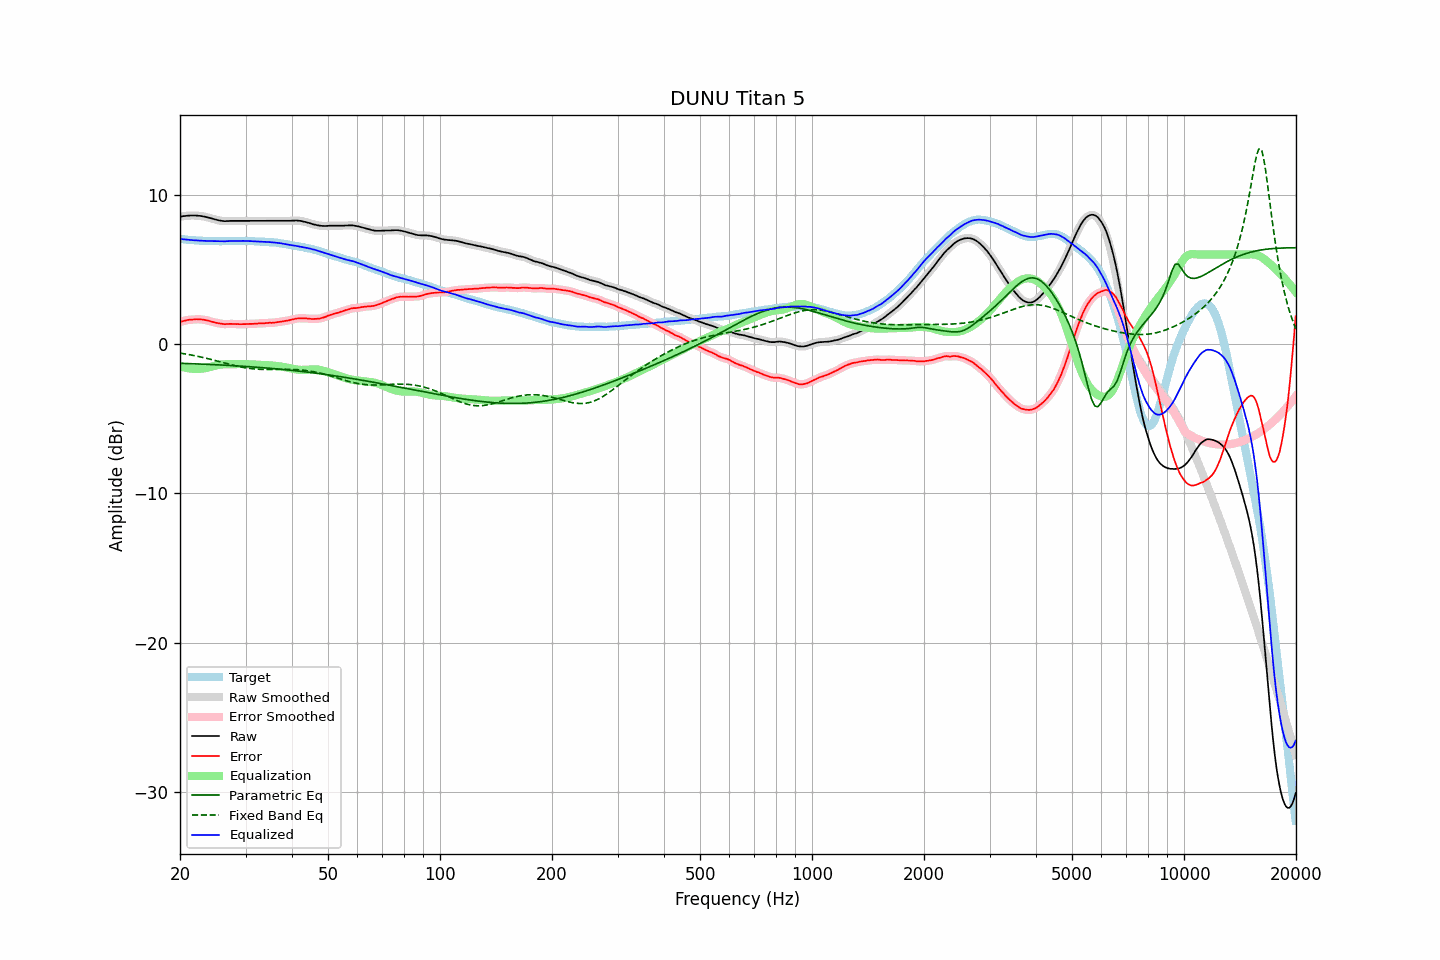 DUNU Titan 5
10
0
−10
−20
−30
Amplitude (dBr)
Target
Raw Smoothed
Error Smoothed
Raw
Error
Equalization
Parametric Eq
Fixed Band Eq
Equalized
20 50 100 200 500 1000 2000 5000 10000 20000
Frequency (Hz)